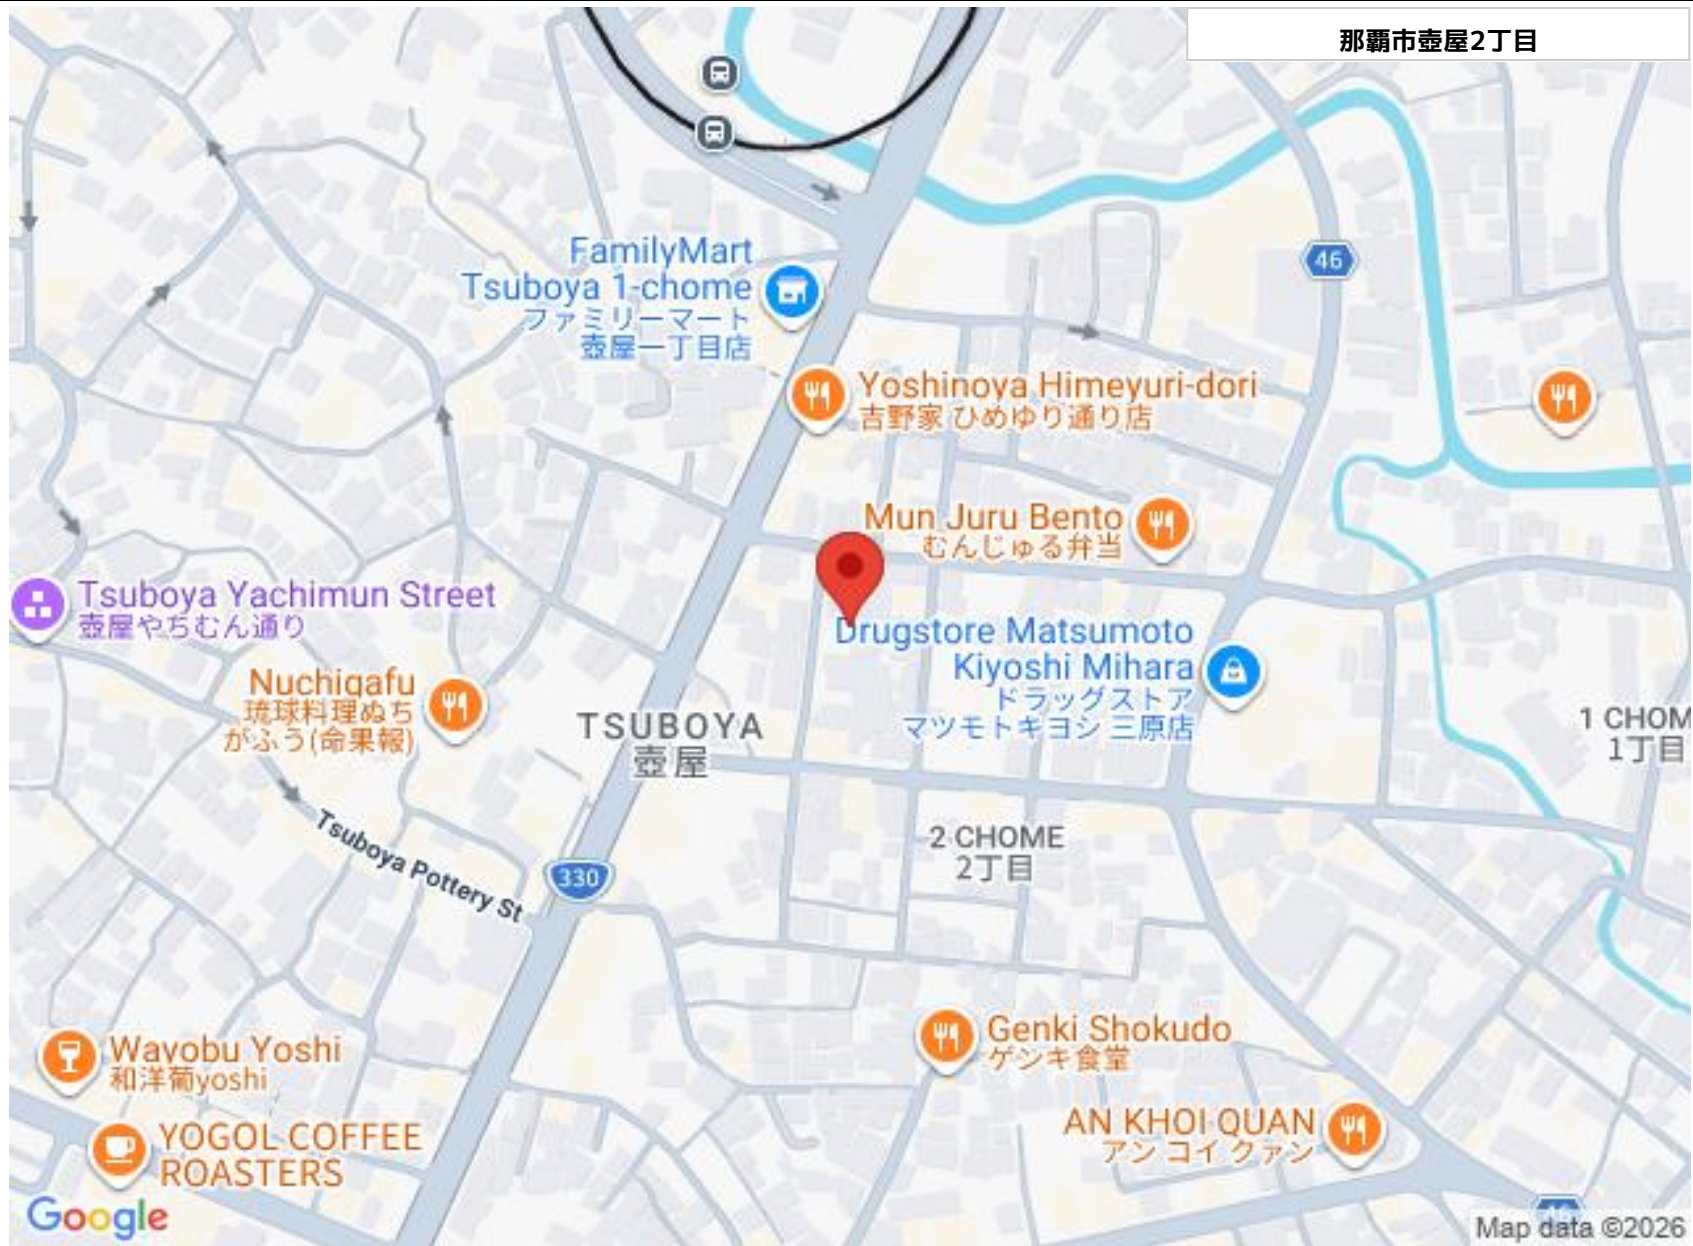 那覇市壺屋2丁目
46
FamilyMart
Tsuboya 1-chome
ファミリーマート
壺屋一丁目店
Yoshinoya Himeyuri-dori
吉野家 ひめゆり通り店
Mun Juru Bento
むんじゅる弁当
Tsuboya Yachimun Street
壺屋やちむん通り
Drugstore Matsumoto
Kiyoshi Mihara
ドラッグストア
マツモトキヨシ 三原店
Nuchigafu
琉球料理ぬち
がふう(命果報)
TSUBOYA
壺屋
1 CHOM
1丁目
2 CHOME
2丁目
Tsuboya Pottery St
330
Genki Shokudo
ゲンキ食堂
Wayobu Yoshi
和洋葡yoshi
AN KHOI QUAN
アン コイ クァン
YOGOL COFFEE
ROASTERS
Google
Map data ©2026